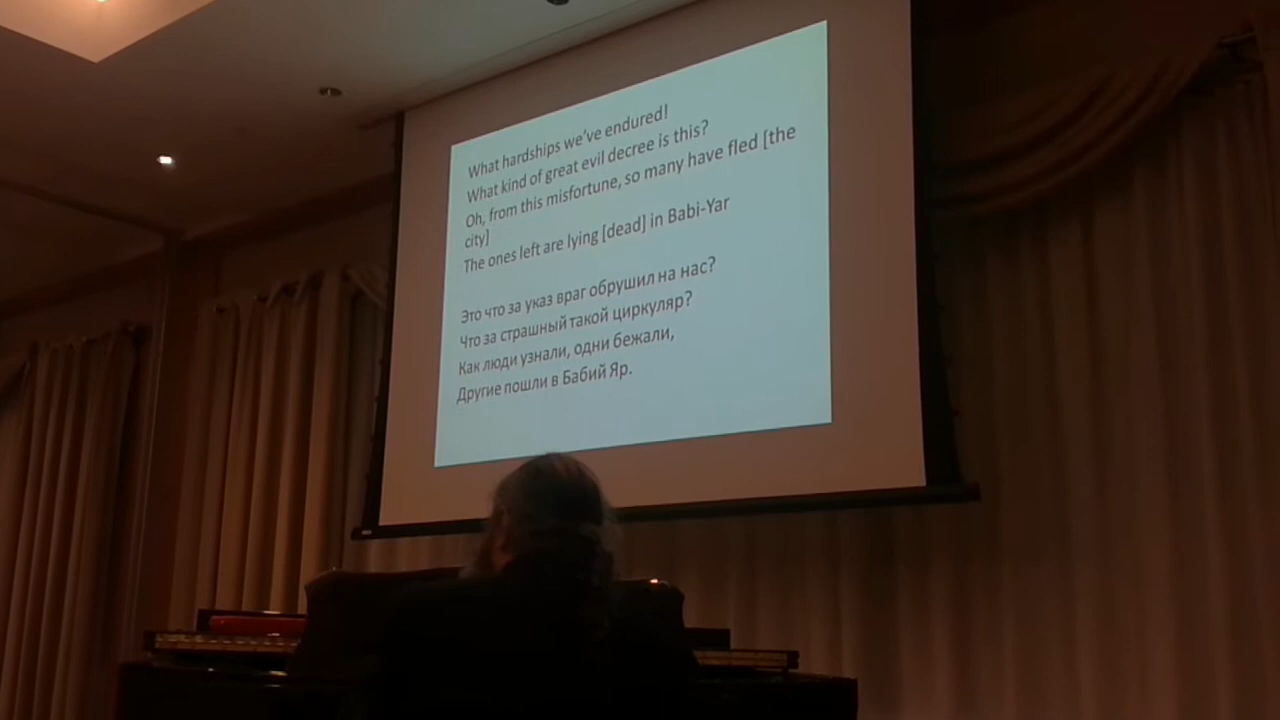 What hardships we've endured!
What kind of great evil decree is this?
Oh, from this misfortune, so many have fled [the
city]
The ones left are lying [dead] in Babi-Yar
Это что за указ враг обрушил на нас?
Что за страшный такой циркуляр?
Как люди узнали, одни бежали,
Другие пошли в Бабий Яр.